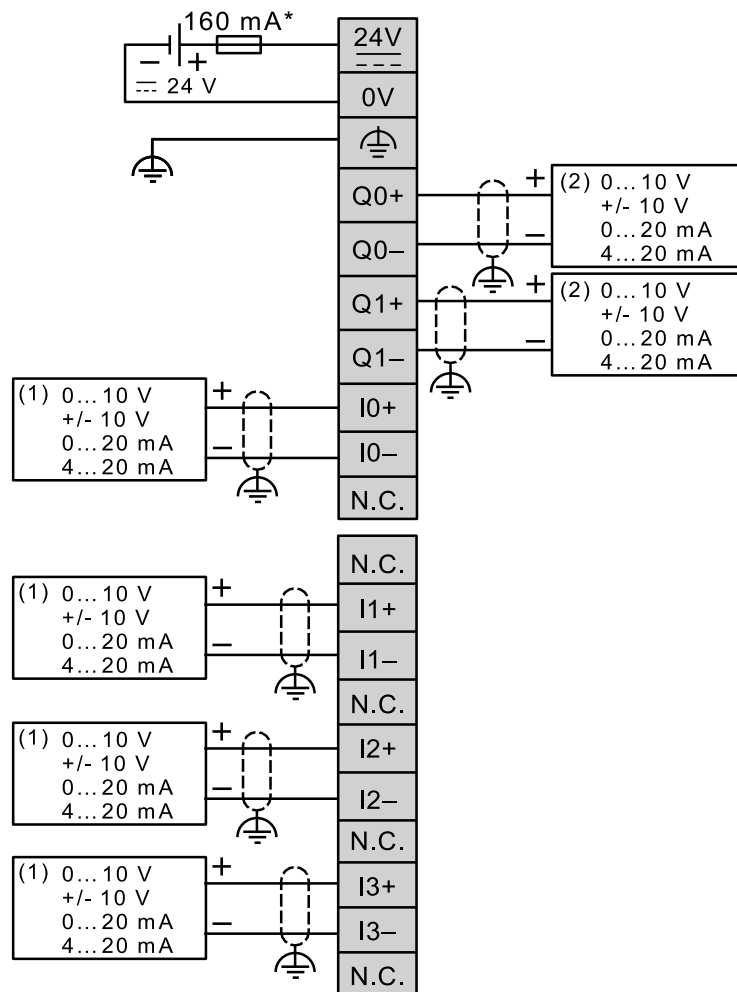 160 mA*
− +
24 V
24V
0V
Q0+
Q0−
Q1+
Q1−
I0+
I0−
N.C.
+
−
(2) 0...10 V
+/- 10 V
0...20 mA
4...20 mA
+
−
(2) 0...10 V
+/- 10 V
0...20 mA
4...20 mA
(1) 0...10 V
+/- 10 V
0...20 mA
4...20 mA
+
−
N.C.
I1+
I1−
N.C.
I2+
I2−
N.C.
I3+
I3−
N.C.
(1) 0...10 V
+/- 10 V
0...20 mA
4...20 mA
+
−
(1) 0...10 V
+/- 10 V
0...20 mA
4...20 mA
+
−
(1) 0...10 V
+/- 10 V
0...20 mA
4...20 mA
+
−